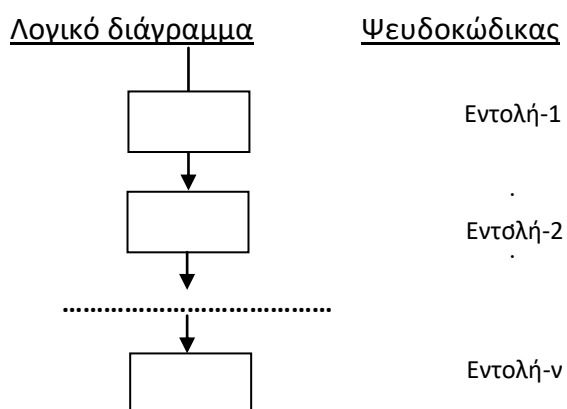 Λογικό διάγραμμα
Ψευδοκώδικας
Εντολή-1
.
Εντολή-2
.
...............................................
Εντολή-ν